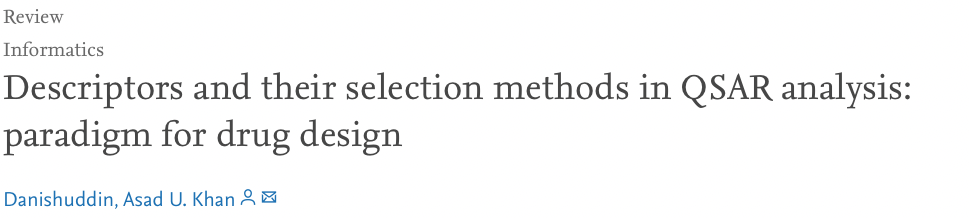 Review
Informatics
Descriptors and their selection methods in QSAR analysis:
paradigm for drug design
Danishuddin, Asad U. Khan